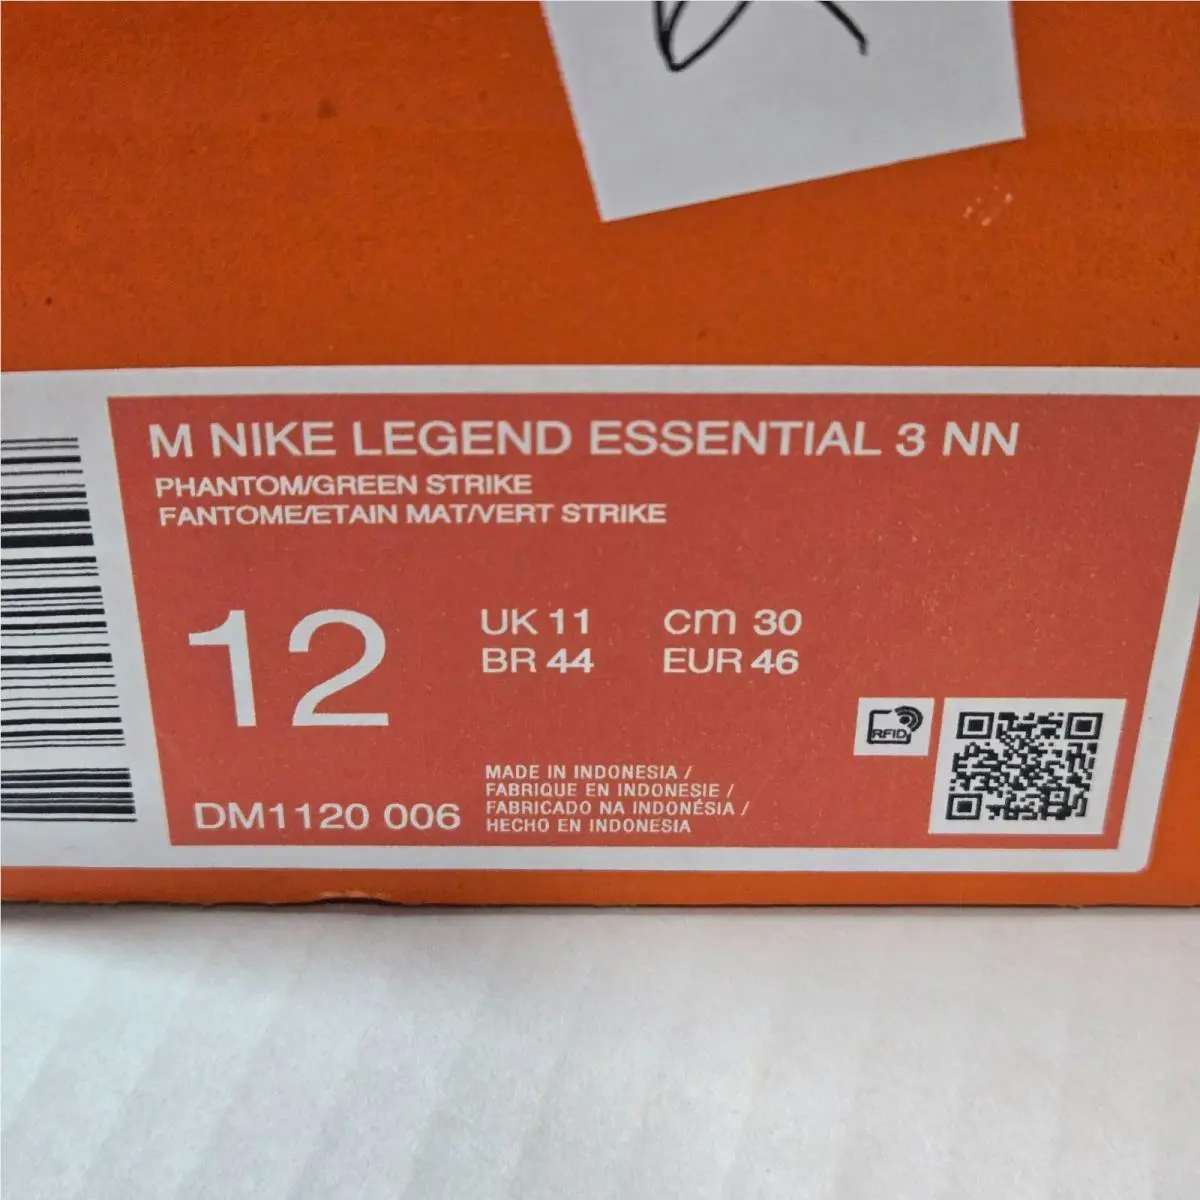 M NIKE LEGEND ESSENTIAL 3 NN
PHANTOM/GREEN STRIKE
FANTOME/ETAIN MAT/VERT STRIKE
12
UK 11
cm 30
BR 44
EUR 46
RFID
DM1120 006
MADE IN INDONESIA /
FABRIQUE EN INDONESIE /
FABRICADO NA INDONÉSIA /
HECHO EN INDONESIA